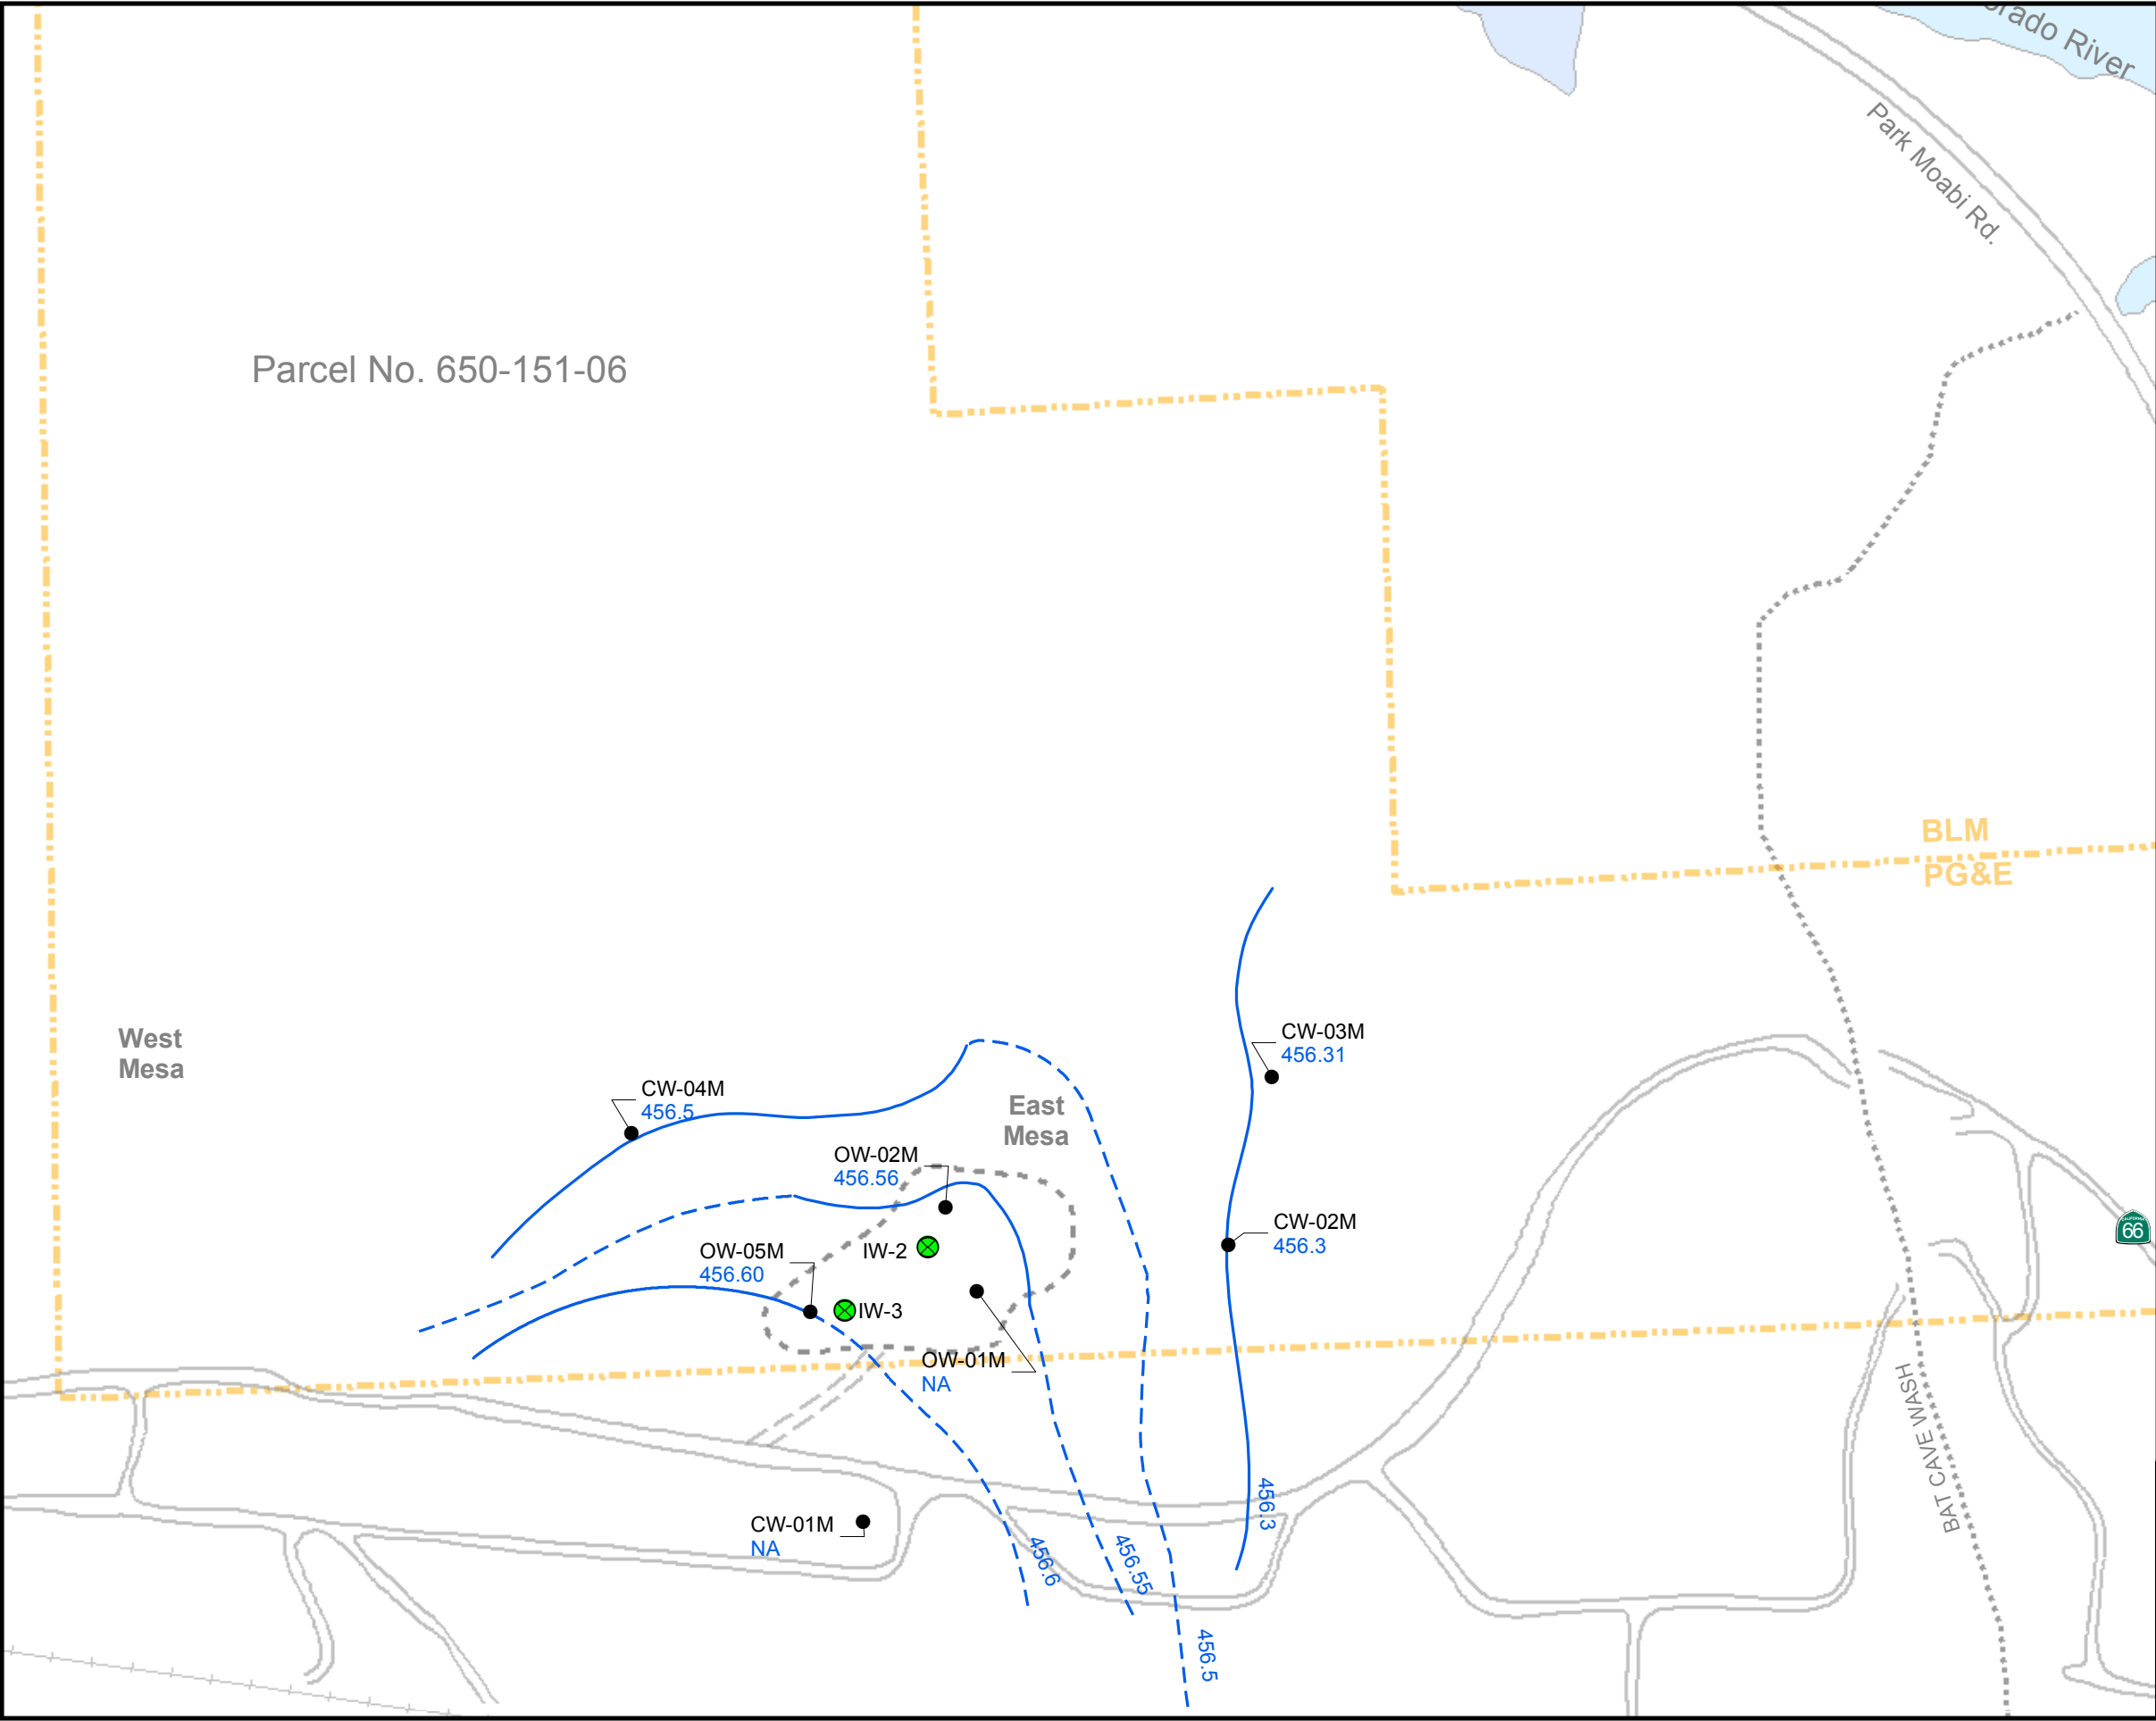 Park Moabi Rd.
Parcel No. 650-151-06
BLM
PG&E
West
Mesa
East
Mesa
CW-03M
456.31
CW-04M
456.5
OW-02M
456.56
CW-02M
456.3
OW-05M
456.60
IW-2
IW-3
OW-01M
NA
CW-01M
NA
456.6
456.55
456.5
456.3
BAT CAVE WASH
66
River